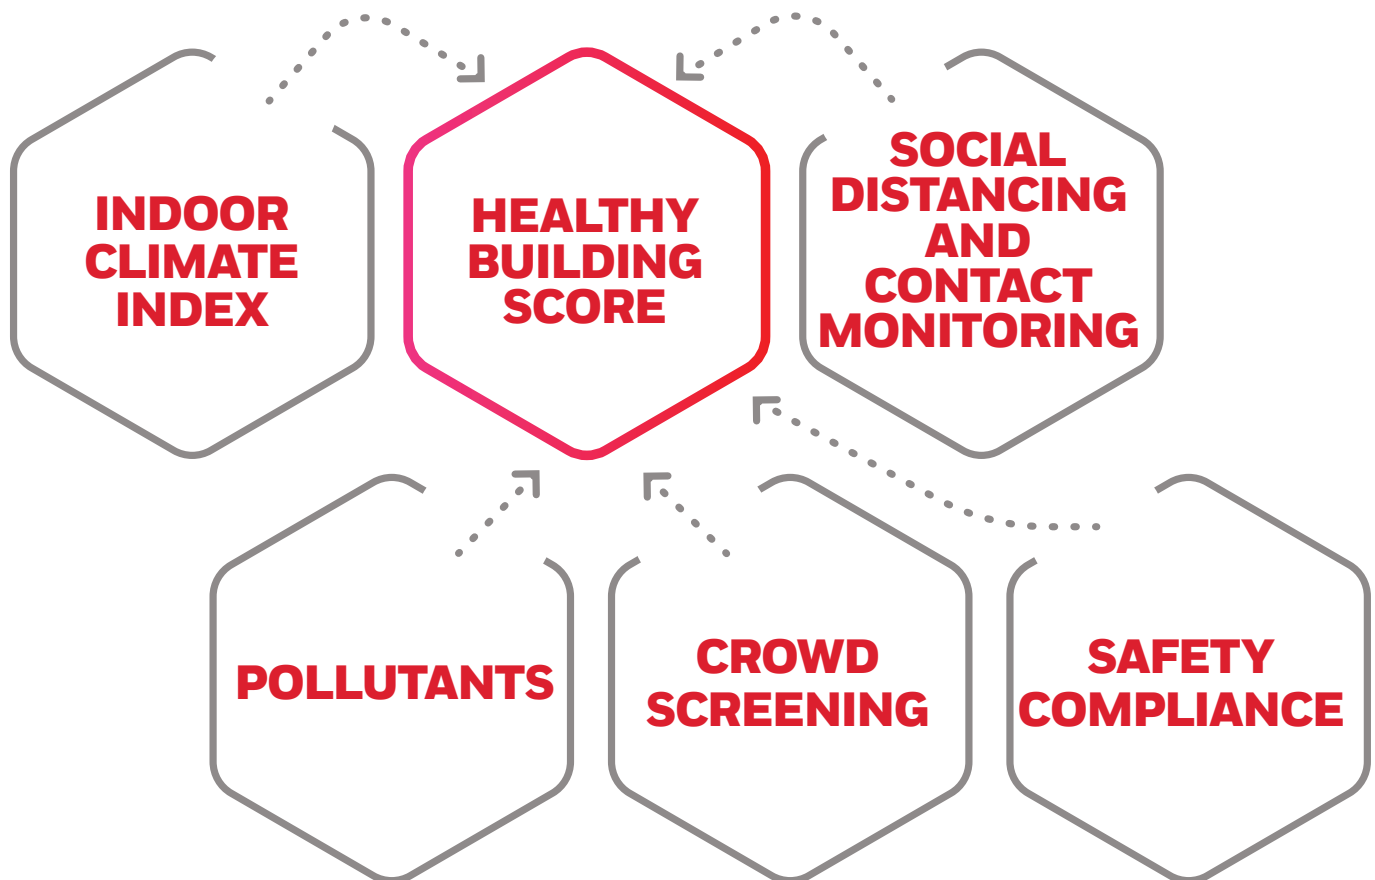 INDOOR
CLIMATE
INDEX
HEALTHY
BUILDING
SCORE
SOCIAL
DISTANCING
AND
CONTACT
MONITORING
POLLUTANTS
CROWD
SCREENING
SAFETY
COMPLIANCE